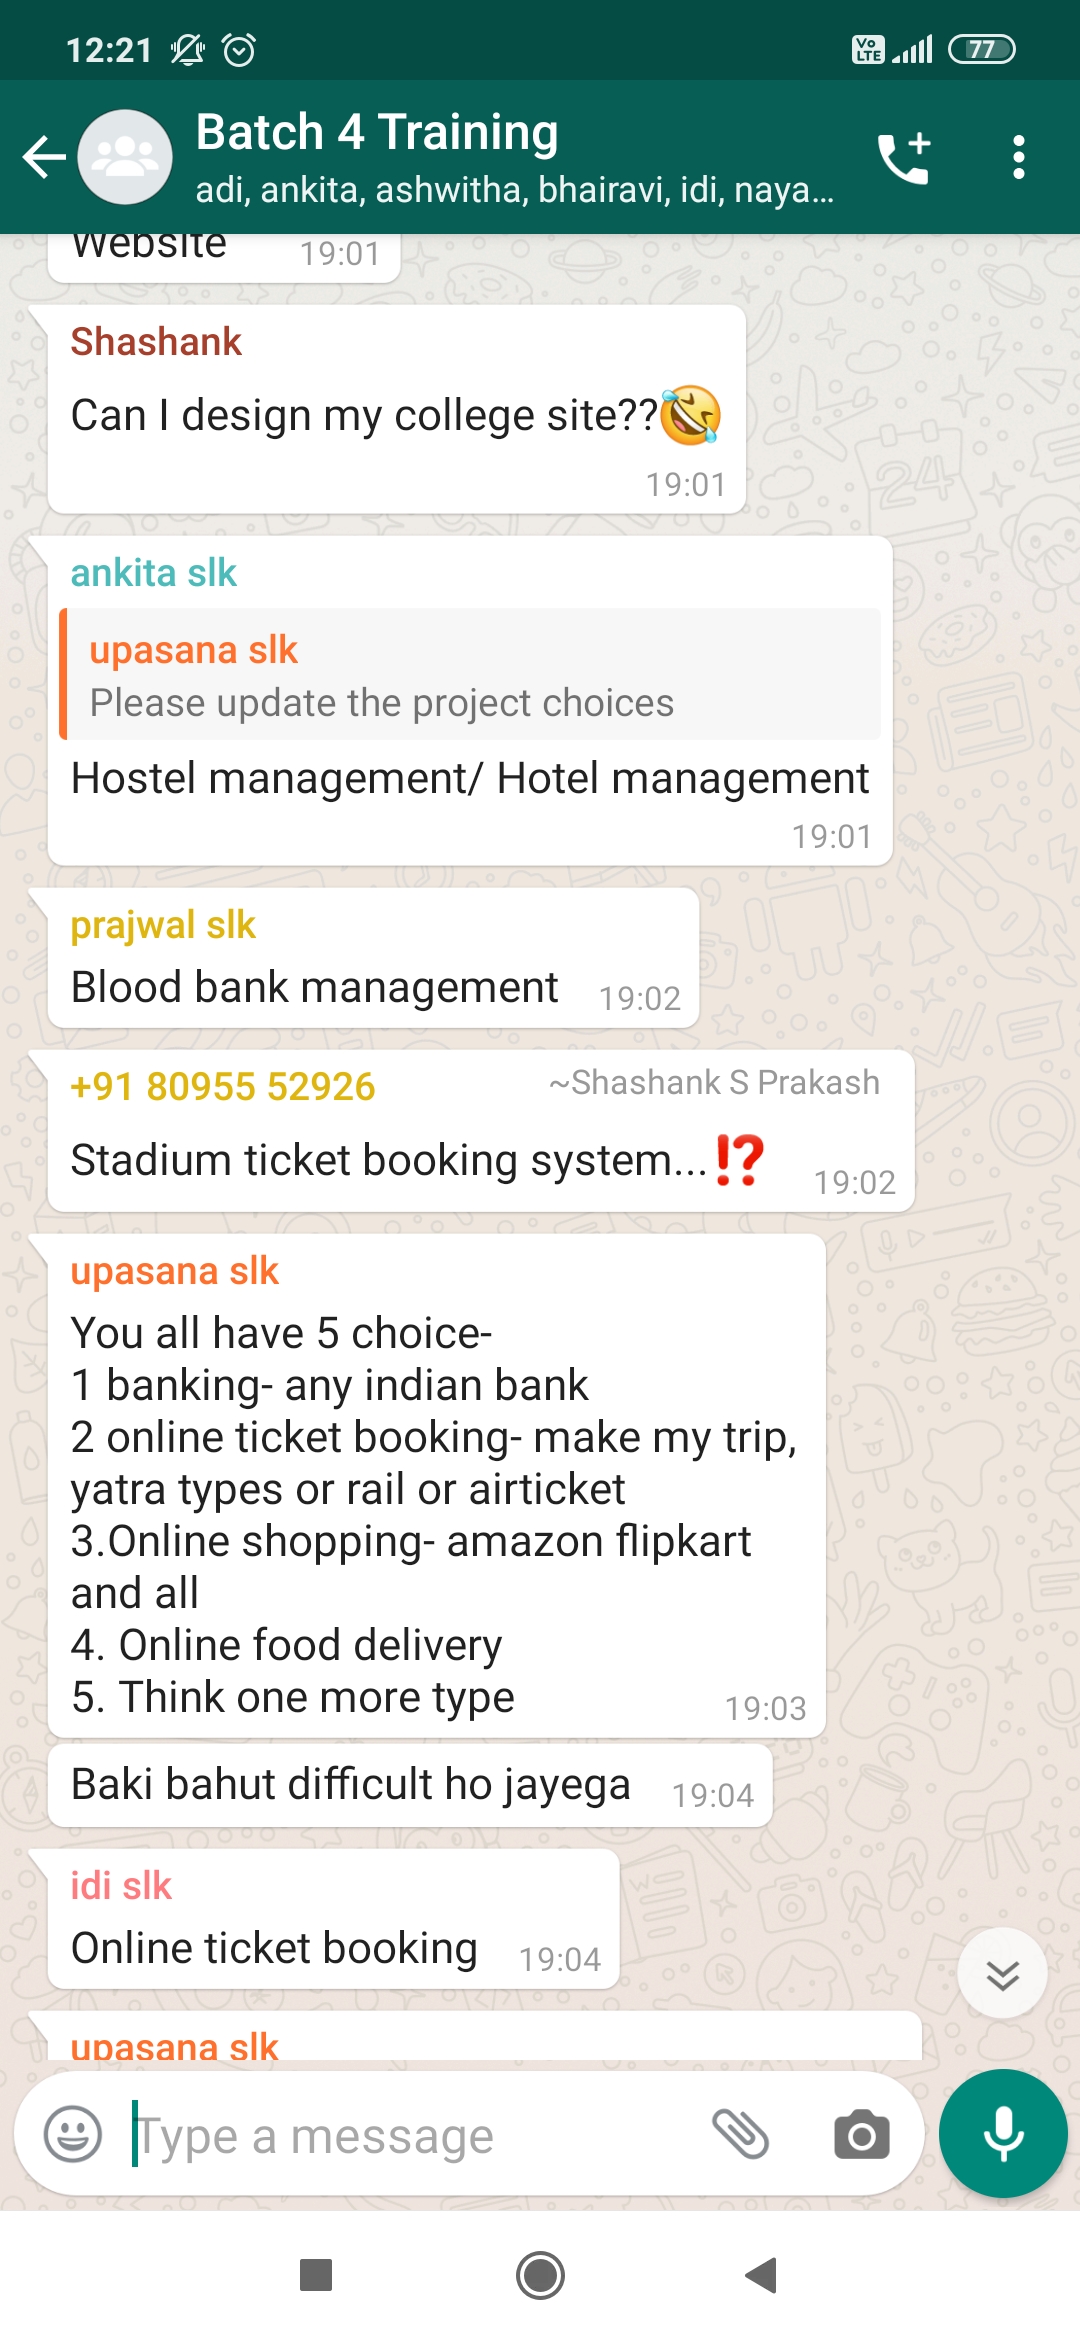 12:21
Vo
LTE
77
Batch 4 Training
adi, ankita, ashwitha, bhairavi, idi, naya...
Website 19:01
Shashank
Can I design my college site??🤣
19:01
ankita slk
upasana slk
Please update the project choices
Hostel management/ Hotel management
19:01
prajwal slk
Blood bank management 19:02
+91 80955 52926 ~Shashank S Prakash
Stadium ticket booking system...⁉️ 19:02
upasana slk
You all have 5 choice-
1 banking- any indian bank
2 online ticket booking- make my trip,
yatra types or rail or airticket
3.Online shopping- amazon flipkart
and all
4. Online food delivery
5. Think one more type 19:03
Baki bahut difficult ho jayega 19:04
idi slk
Online ticket booking 19:04
upasana slk
Type a message